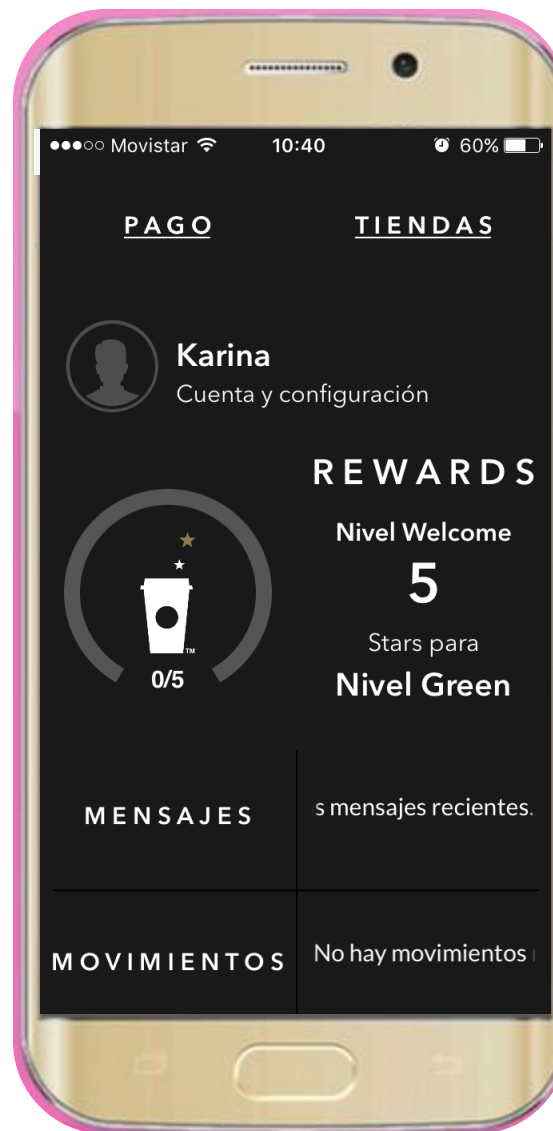 Movistar 10:40 60%
PAGO TIENDAS
Karina
Cuenta y configuración
REWARDS
Nivel Welcome
5
Stars para
Nivel Green
TM
0/5
MENSAJES
s mensajes recientes.
MOVIMIENTOS
No hay movimientos